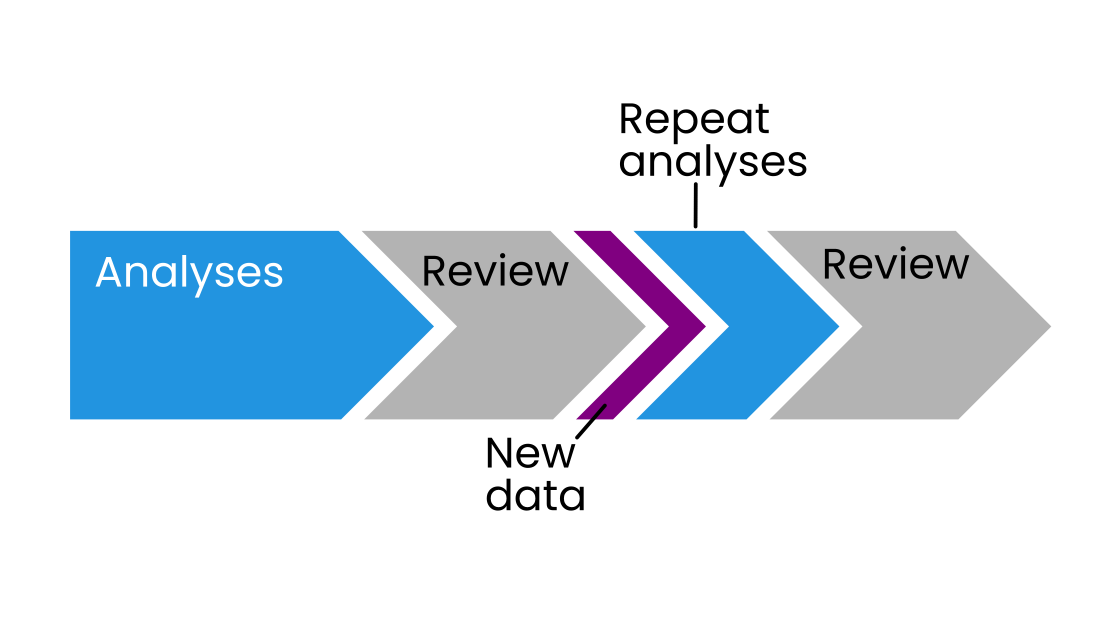 Repeat
analyses
Analyses
Review
Review
New
data